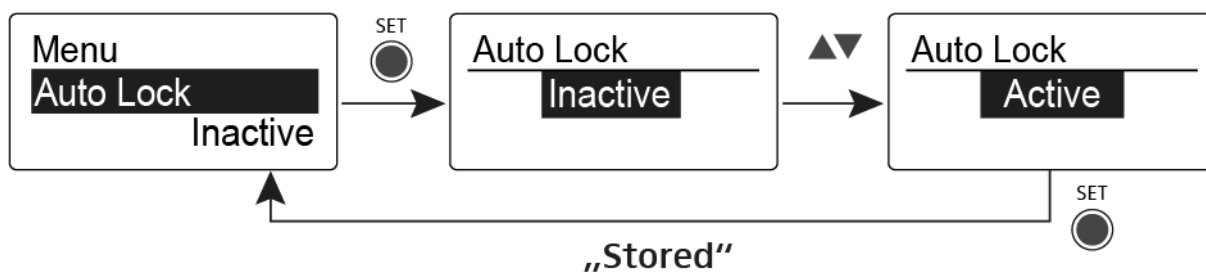 Menu
Auto Lock
Inactive
SET
Auto Lock
Inactive
Auto Lock
Active
SET
„Stored“